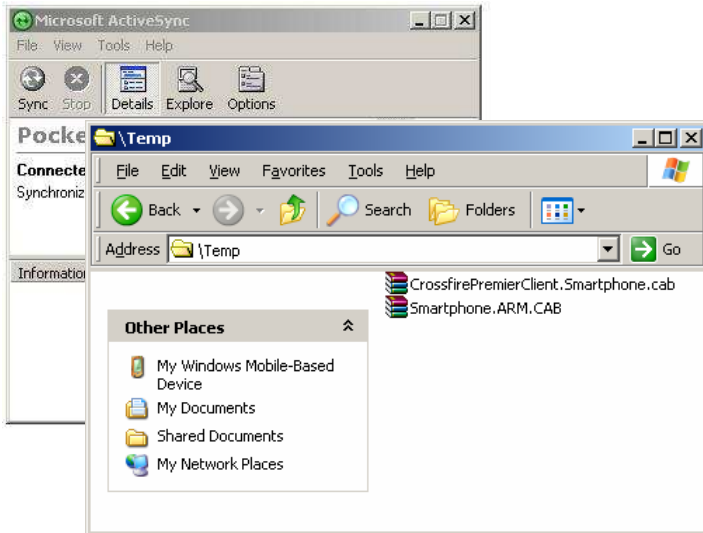 Microsoft ActiveSync
File View Tools Help
Sync Stop Details Explore Options
Pocke
Connecte
Synchroniz
Information
\Temp
File Edit View Favorites Tools Help
Back Search Folders
Address \Temp Go
CrossfirePremierClient.Smartphone.cab
Smartphone.ARM.CAB
Other Places
My Windows Mobile-Based
Device
My Documents
Shared Documents
My Network Places